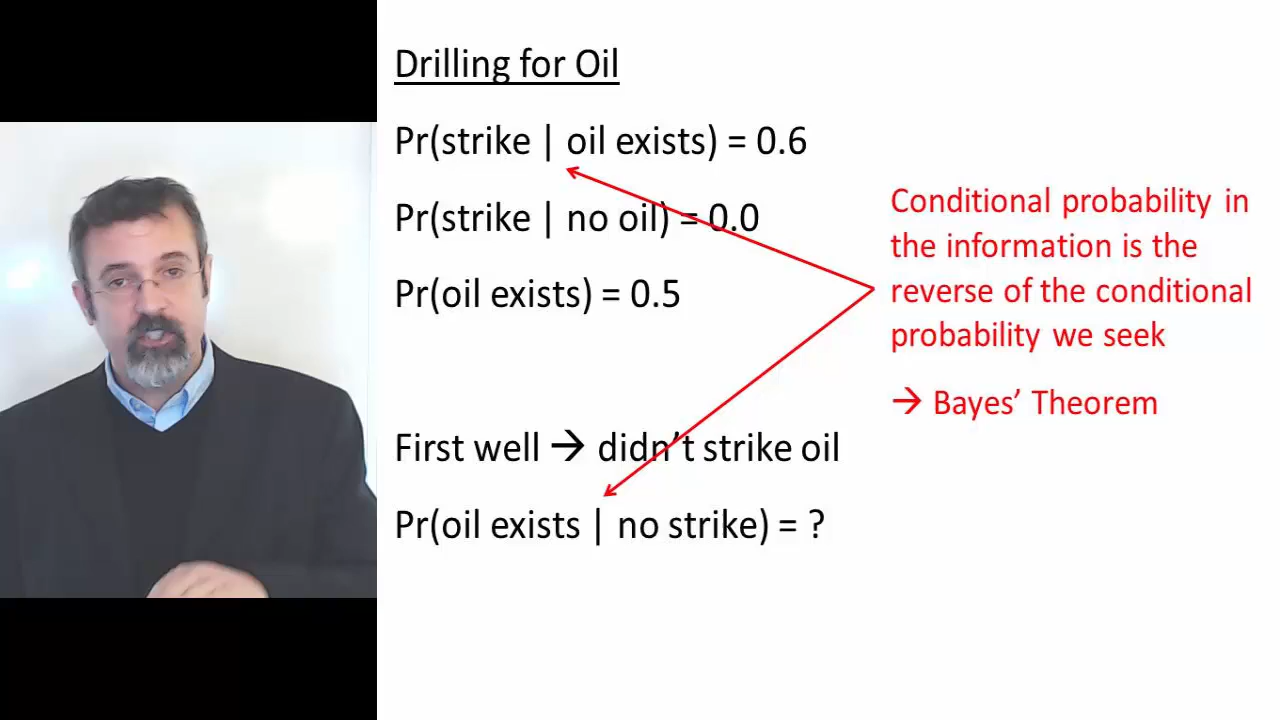 Drilling for Oil
Pr(strike | oil exists) = 0.6
Pr(strike | no oil) = 0.0
Pr(oil exists) = 0.5
First well → didn't strike oil
Pr(oil exists | no strike) = ?
Conditional probability in
the information is the
reverse of the conditional
probability we seek
→ Bayes' Theorem